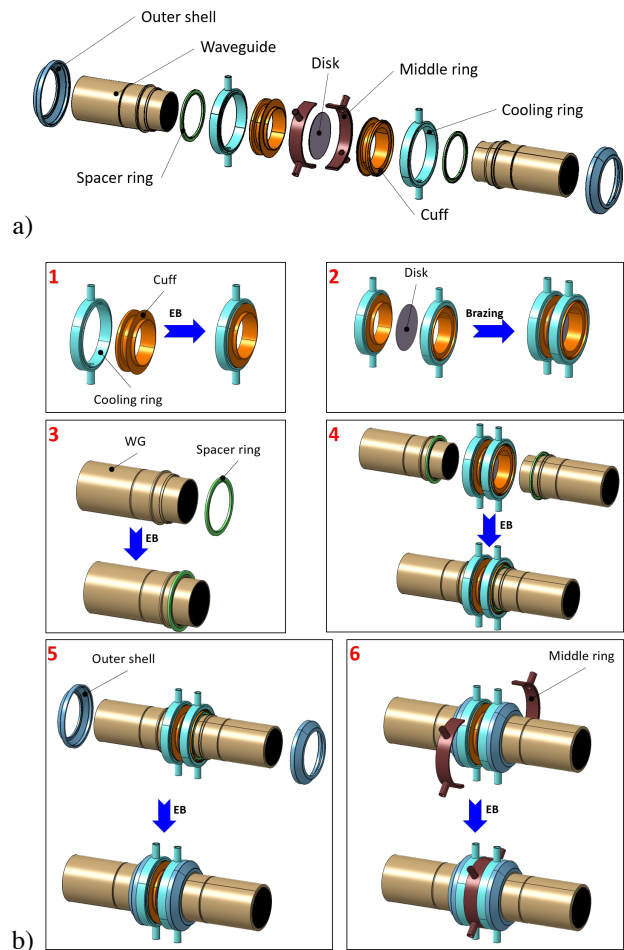 Outer shell
Waveguide
Disk
Middle ring
Cooling ring
Spacer ring
Cuff
a)
1
Cuff
EB
Cooling ring
2
Disk
Brazing
3
WG
Spacer ring
EB
4
EB
5
Outer shell
EB
6
Middle ring
EB
b)